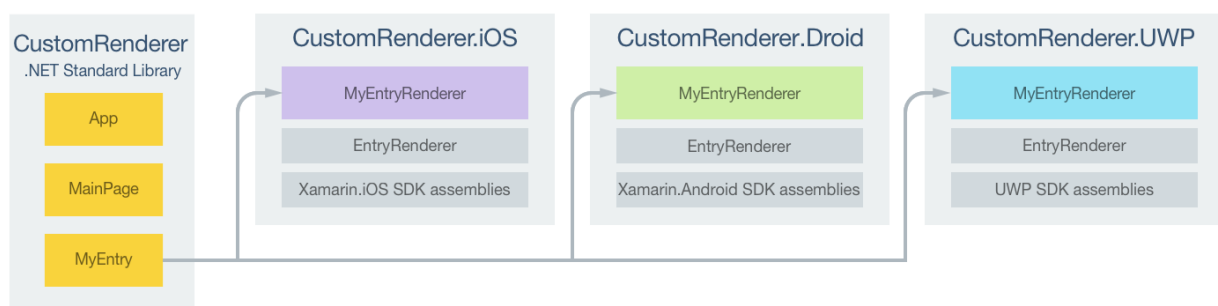 CustomRenderer
.NET Standard Library
App
MainPage
MyEntry
CustomRenderer.iOS
MyEntryRenderer
EntryRenderer
Xamarin.iOS SDK assemblies
CustomRenderer.Droid
MyEntryRenderer
EntryRenderer
Xamarin.Android SDK assemblies
CustomRenderer.UWP
MyEntryRenderer
EntryRenderer
UWP SDK assemblies